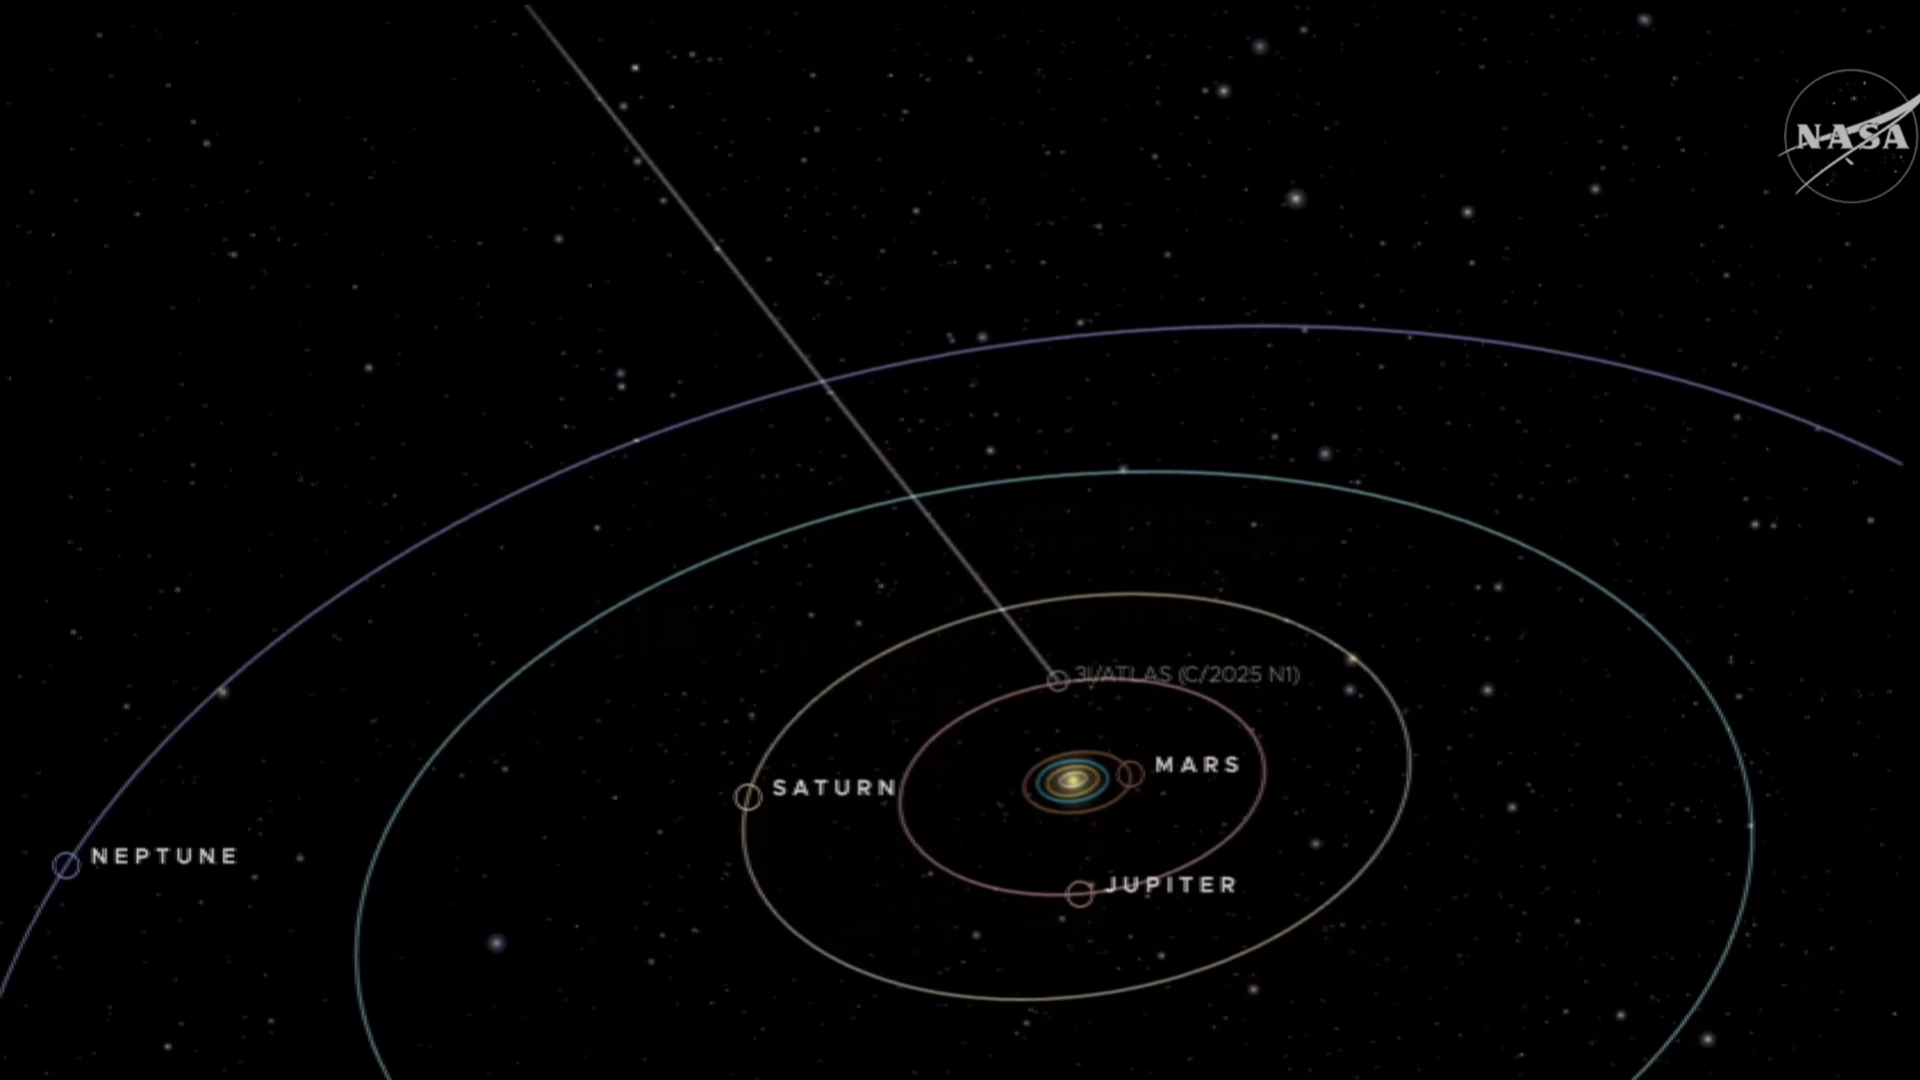 NASA
3I/ATLAS (C/2025 N1)
MARS
SATURN
NEPTUNE
JUPITER